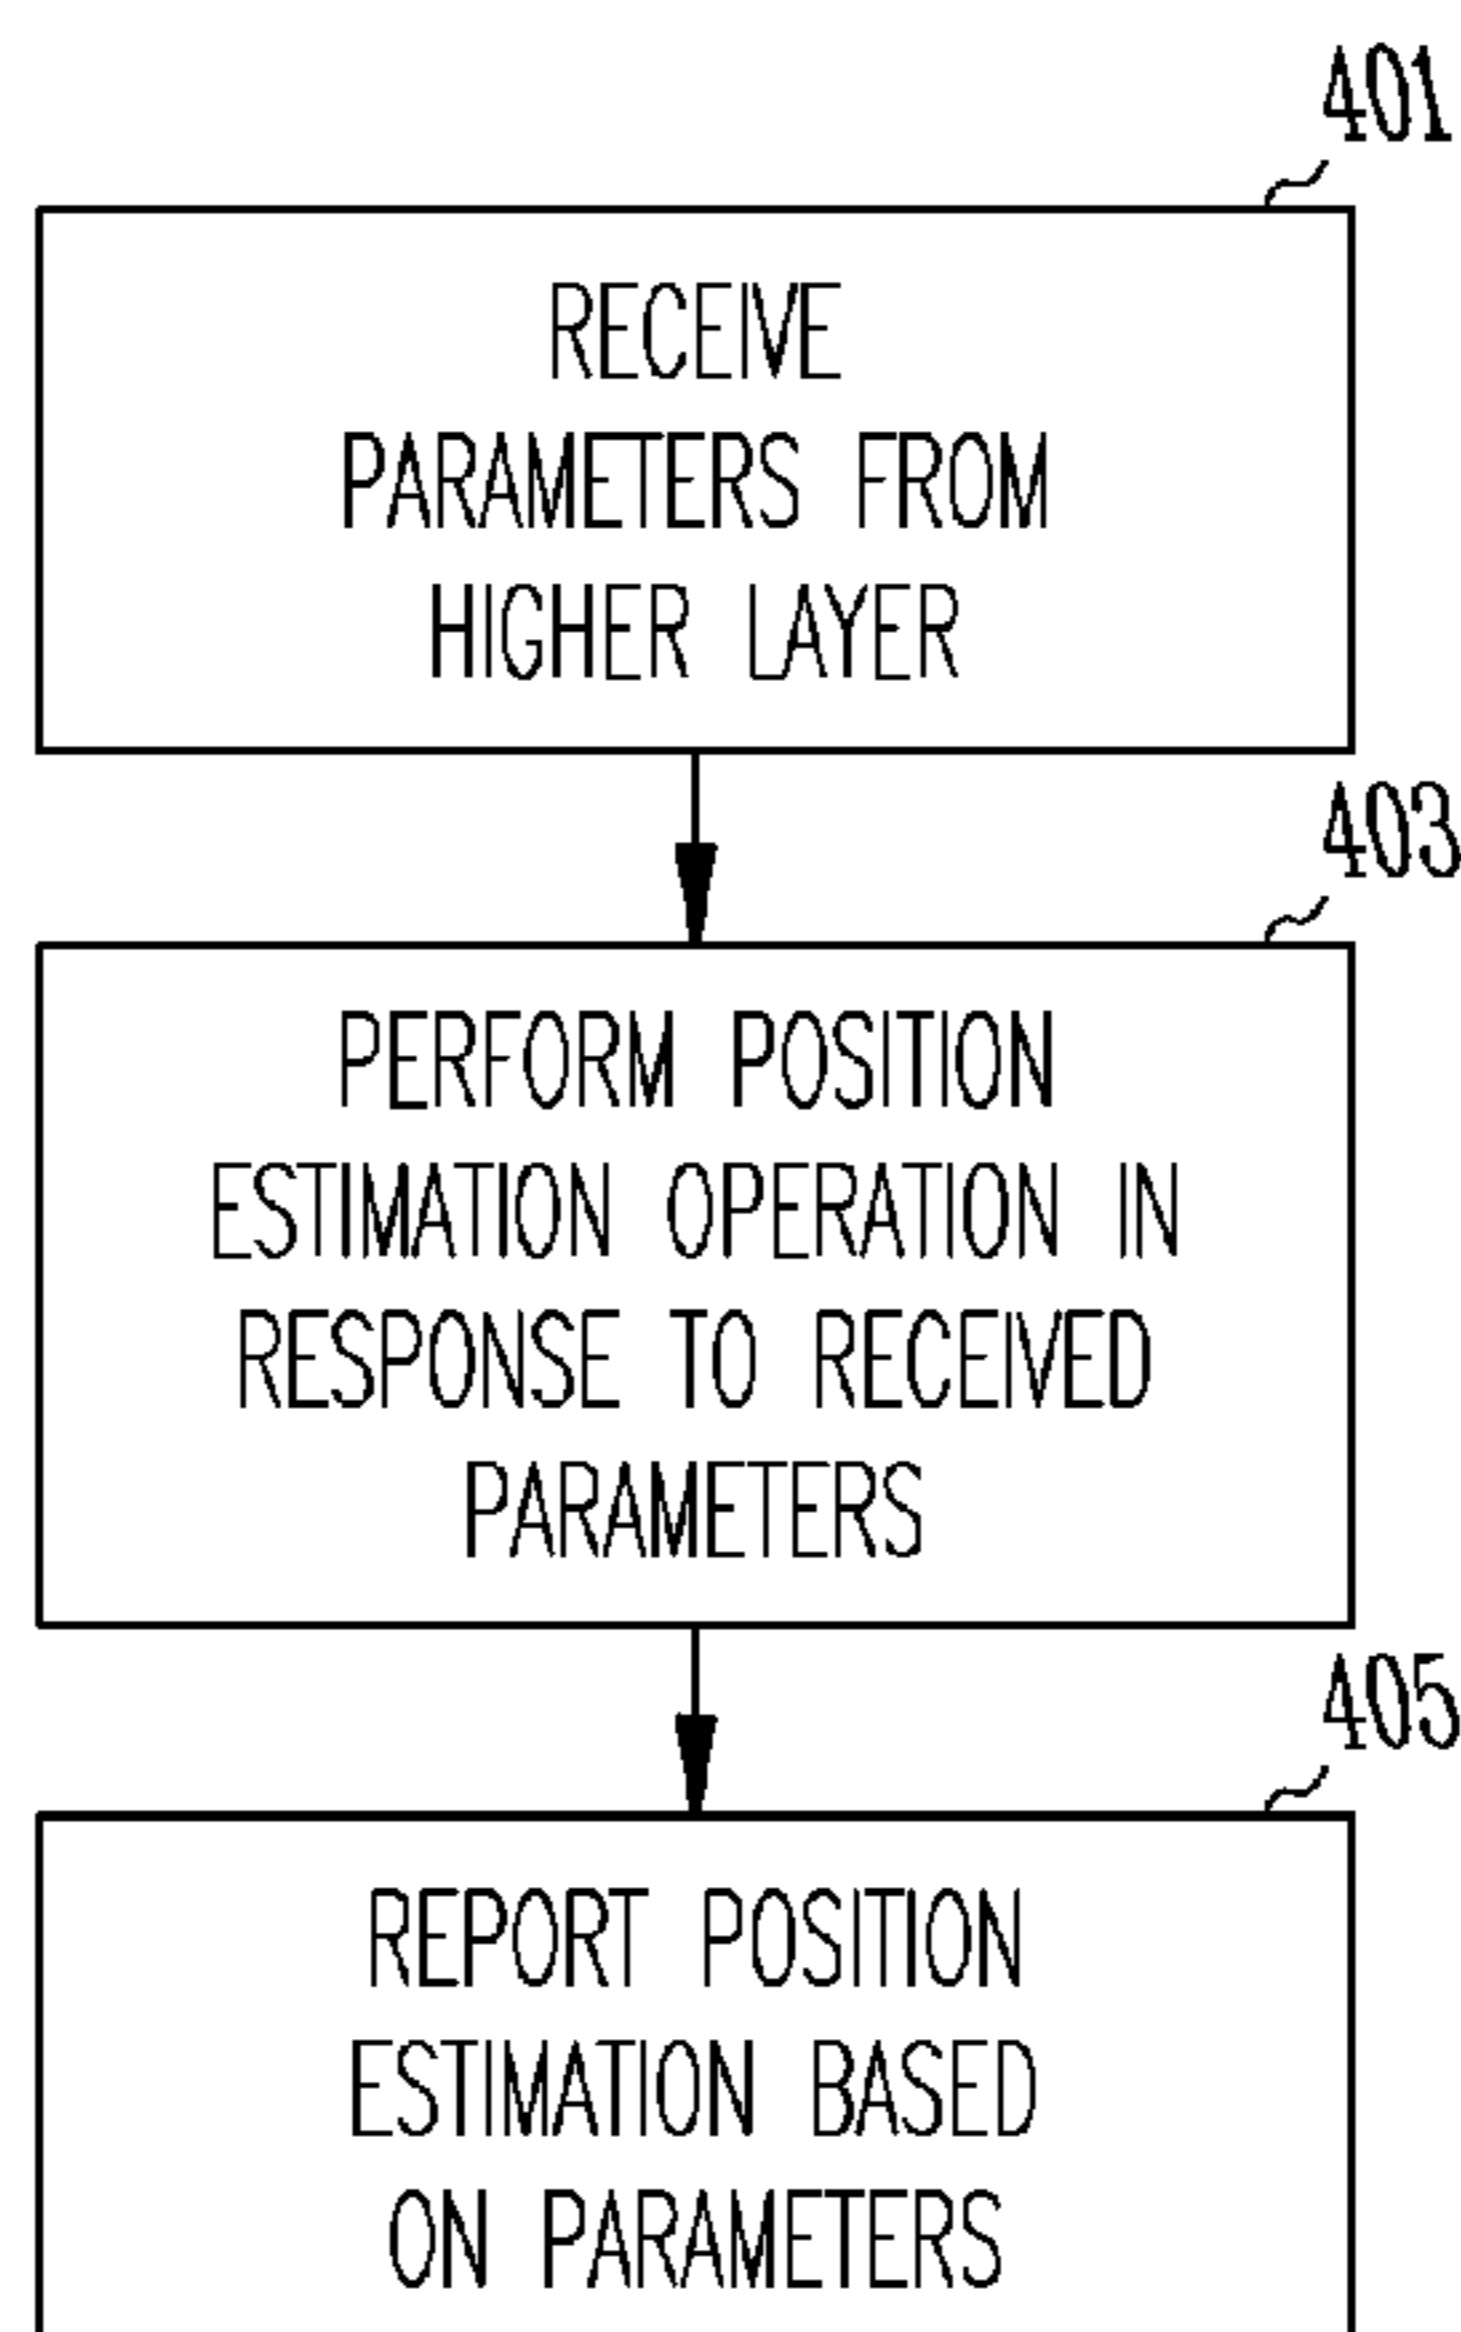 401
RECEIVE
PARAMETERS FROM
HIGHER LAYER
403
PERFORM POSITION
ESTIMATION OPERATION IN
RESPONSE TO RECEIVED
PARAMETERS
405
REPORT POSITION
ESTIMATION BASED
ON PARAMETERS